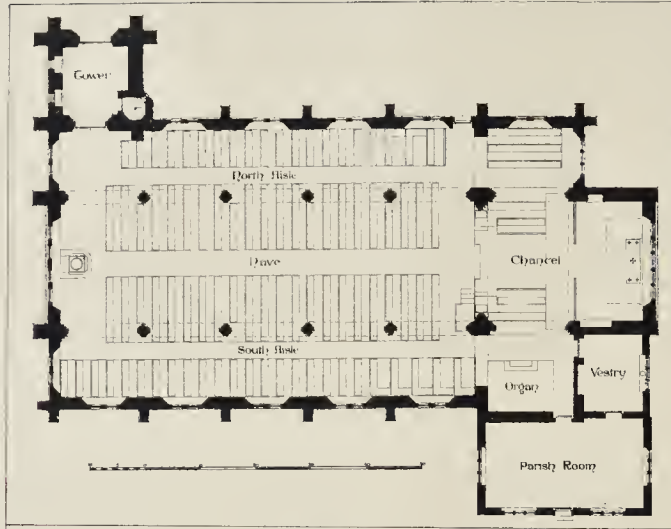 Tower
North Aisle
Nave
Chancel
South Aisle
Organ
Vestry
Parish Room